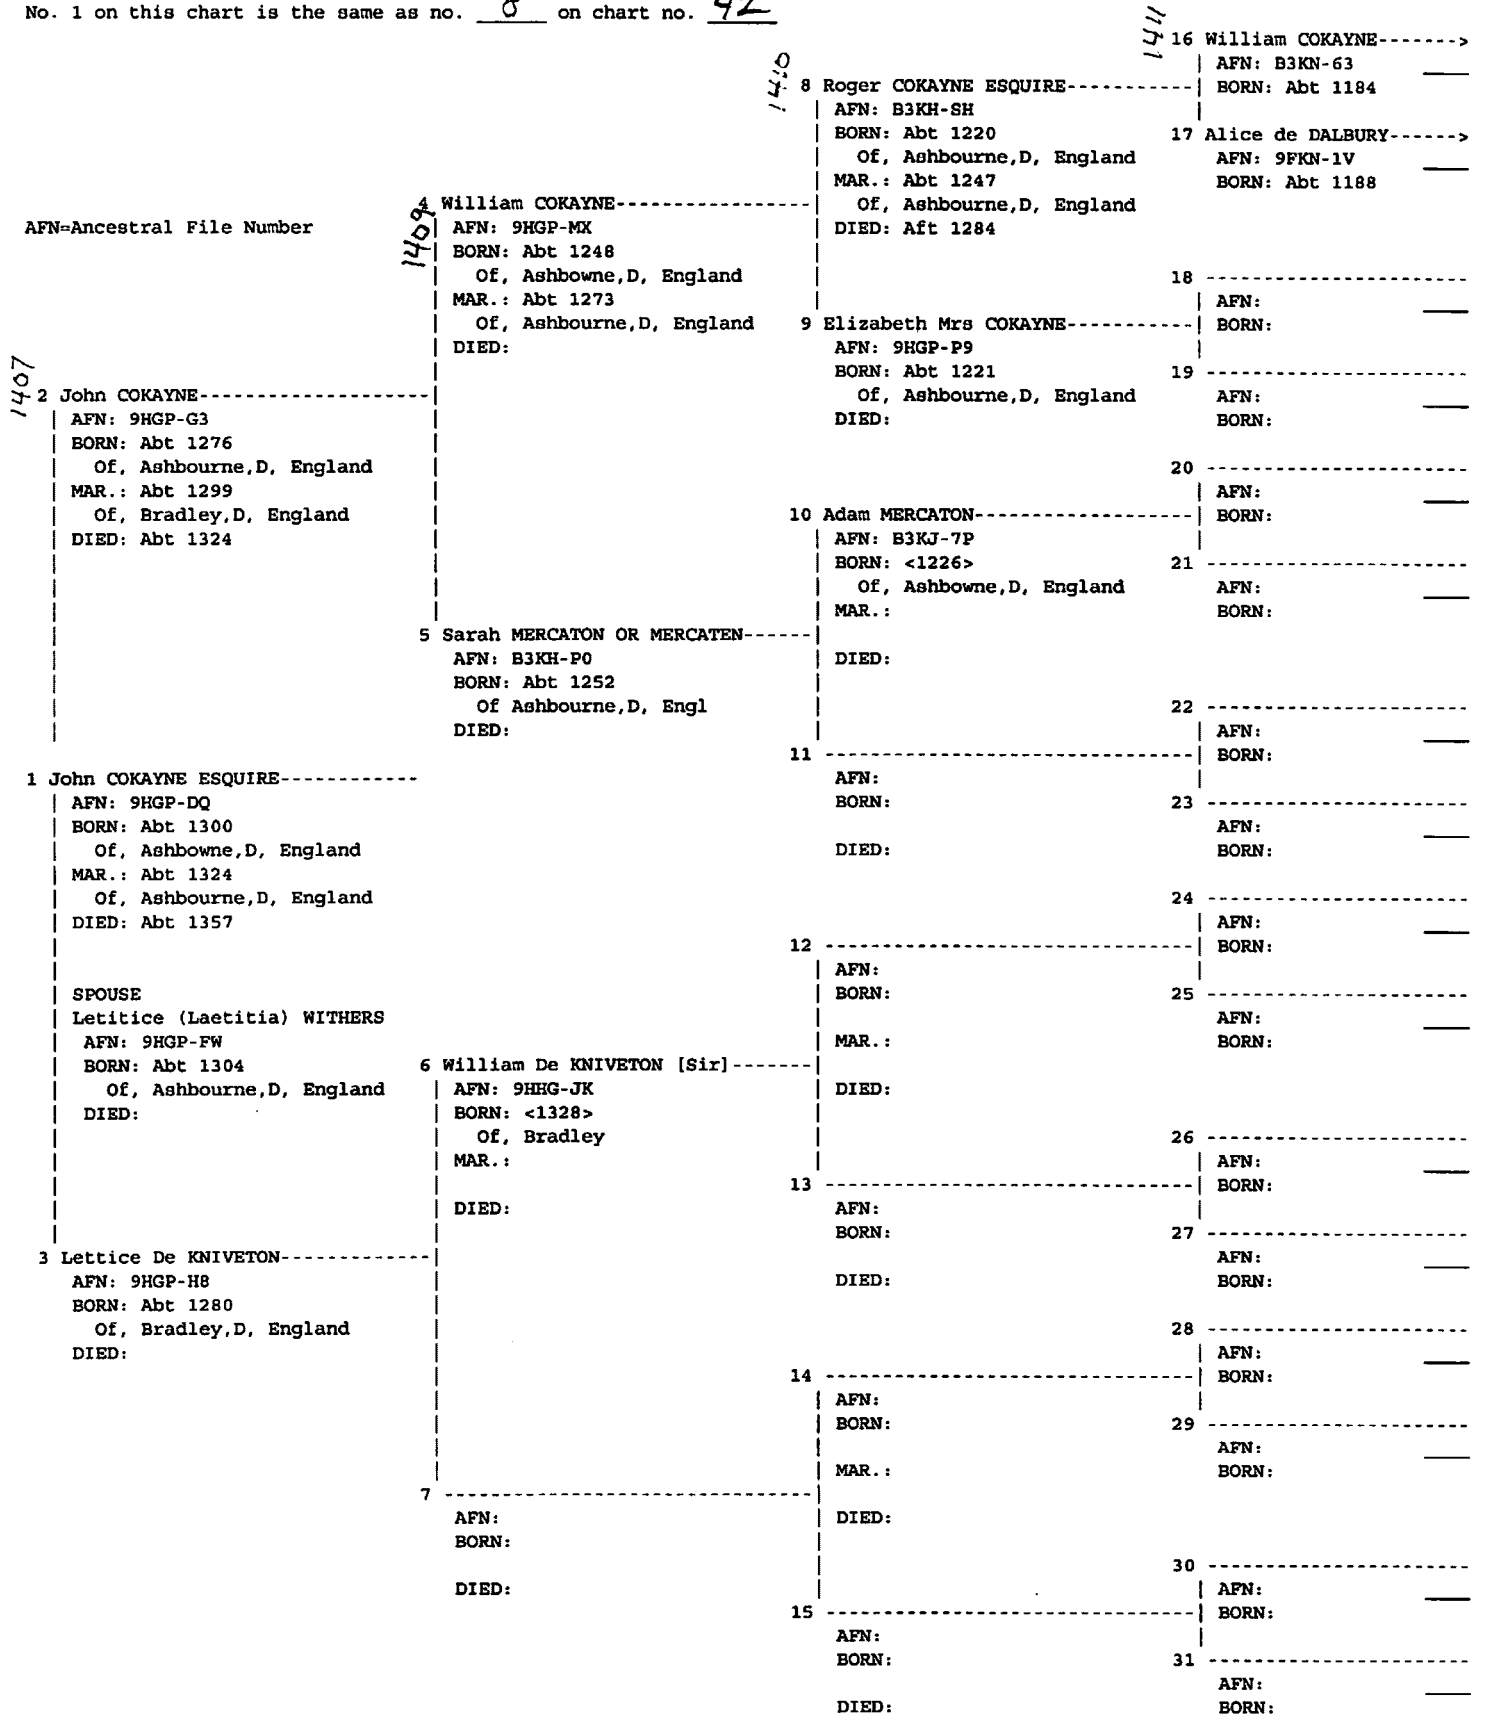 No. 1 on this chart is the same as no. 8 on chart no. 42
AFN=Ancestral File Number
1407
2 John COKAYNE
AFN: 9HGP-G3
BORN: Abt 1276
Of, Ashbourne,D, England
MAR.: Abt 1299
Of, Bradley,D, England
DIED: Abt 1324
1 John COKAYNE ESQUIRE
AFN: 9HGP-DQ
BORN: Abt 1300
Of, Ashbowne,D, England
MAR.: Abt 1324
Of, Ashbourne,D, England
DIED: Abt 1357
SPOUSE
Letitice (Laetitia) WITHERS
AFN: 9HGP-FW
BORN: Abt 1304
Of, Ashbourne,D, England
DIED:
3 Lettice De KNIVETON
AFN: 9HGP-H8
BORN: Abt 1280
Of, Bradley,D, England
DIED:
1409
4 William COKAYNE
AFN: 9HGP-MX
BORN: Abt 1248
Of, Ashbowne,D, England
MAR.: Abt 1273
Of, Ashbourne,D, England
DIED:
5 Sarah MERCATON OR MERCATEN
AFN: B3KH-P0
BORN: Abt 1252
Of Ashbourne,D, Engl
DIED:
6 William De KNIVETON [Sir]
AFN: 9HHG-JK
BORN: <1328>
Of, Bradley
MAR.:
DIED:
7
AFN:
BORN:
DIED:
1410
8 Roger COKAYNE ESQUIRE
AFN: B3KH-SH
BORN: Abt 1220
Of, Ashbourne,D, England
MAR.: Abt 1247
Of, Ashbourne,D, England
DIED: Aft 1284
9 Elizabeth Mrs COKAYNE
AFN: 9HGP-P9
BORN: Abt 1221
Of, Ashbourne,D, England
DIED:
10 Adam MERCATON
AFN: B3KJ-7P
BORN: <1226>
Of, Ashbowne,D, England
MAR.:
DIED:
11
AFN:
BORN:
DIED:
12
AFN:
BORN:
MAR.:
DIED:
13
AFN:
BORN:
DIED:
14
AFN:
BORN:
MAR.:
DIED:
15
AFN:
BORN:
DIED:
1411
16 William COKAYNE
AFN: B3KN-63
BORN: Abt 1184
17 Alice de DALBURY
AFN: 9FKN-1V
BORN: Abt 1188
18
AFN:
BORN:
19
AFN:
BORN:
20
AFN:
BORN:
21
AFN:
BORN:
22
AFN:
BORN:
23
AFN:
BORN:
24
AFN:
BORN:
25
AFN:
BORN:
26
AFN:
BORN:
27
AFN:
BORN:
28
AFN:
BORN:
29
AFN:
BORN:
30
AFN:
BORN:
31
AFN:
BORN: